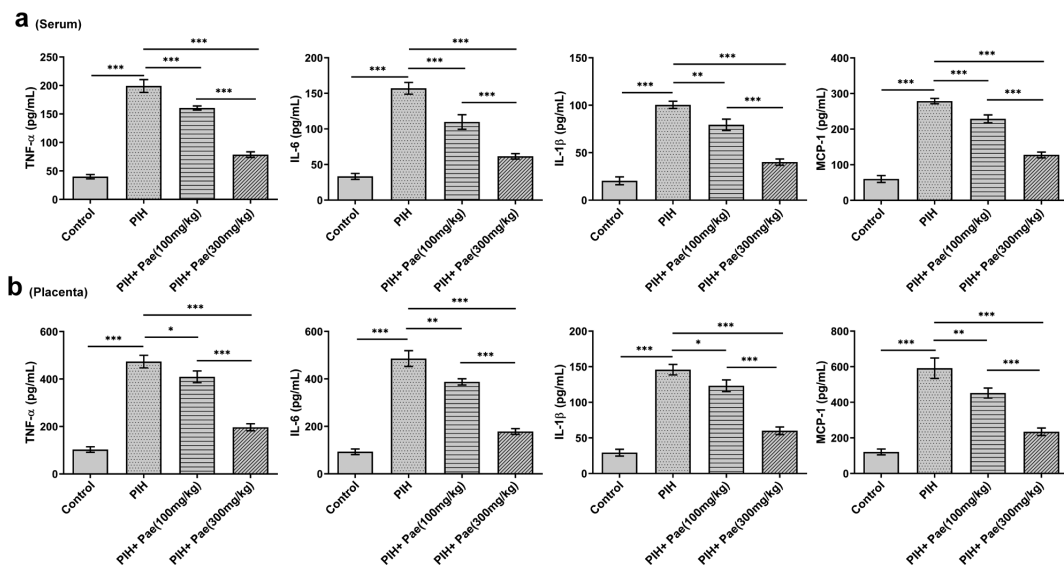 a (Serum)
TNF-α (pg/mL)
250
200
150
100
50
0
***
***
***
***
Control
PIH
PIH+ Pae(100mg/kg)
PIH+ Pae(300mg/kg)
IL-6 (pg/mL)
200
150
100
50
0
***
***
***
***
Control
PIH
PIH+ Pae(100mg/kg)
PIH+ Pae(300mg/kg)
IL-1β (pg/mL)
150
100
50
0
***
***
**
***
Control
PIH
PIH+ Pae(100mg/kg)
PIH+ Pae(300mg/kg)
MCP-1 (pg/mL)
400
300
200
100
0
***
***
***
***
Control
PIH
PIH+ Pae(100mg/kg)
PIH+ Pae(300mg/kg)
b (Placenta)
TNF-α (pg/mL)
600
400
200
0
***
***
*
***
Control
PIH
PIH+ Pae(100mg/kg)
PIH+ Pae(300mg/kg)
IL-6 (pg/mL)
600
400
200
0
***
***
**
***
Control
PIH
PIH+ Pae(100mg/kg)
PIH+ Pae(300mg/kg)
IL-1β (pg/mL)
200
150
100
50
0
***
***
*
***
Control
PIH
PIH+ Pae(100mg/kg)
PIH+ Pae(300mg/kg)
MCP-1 (pg/mL)
800
600
400
200
0
***
***
**
***
Control
PIH
PIH+ Pae(100mg/kg)
PIH+ Pae(300mg/kg)